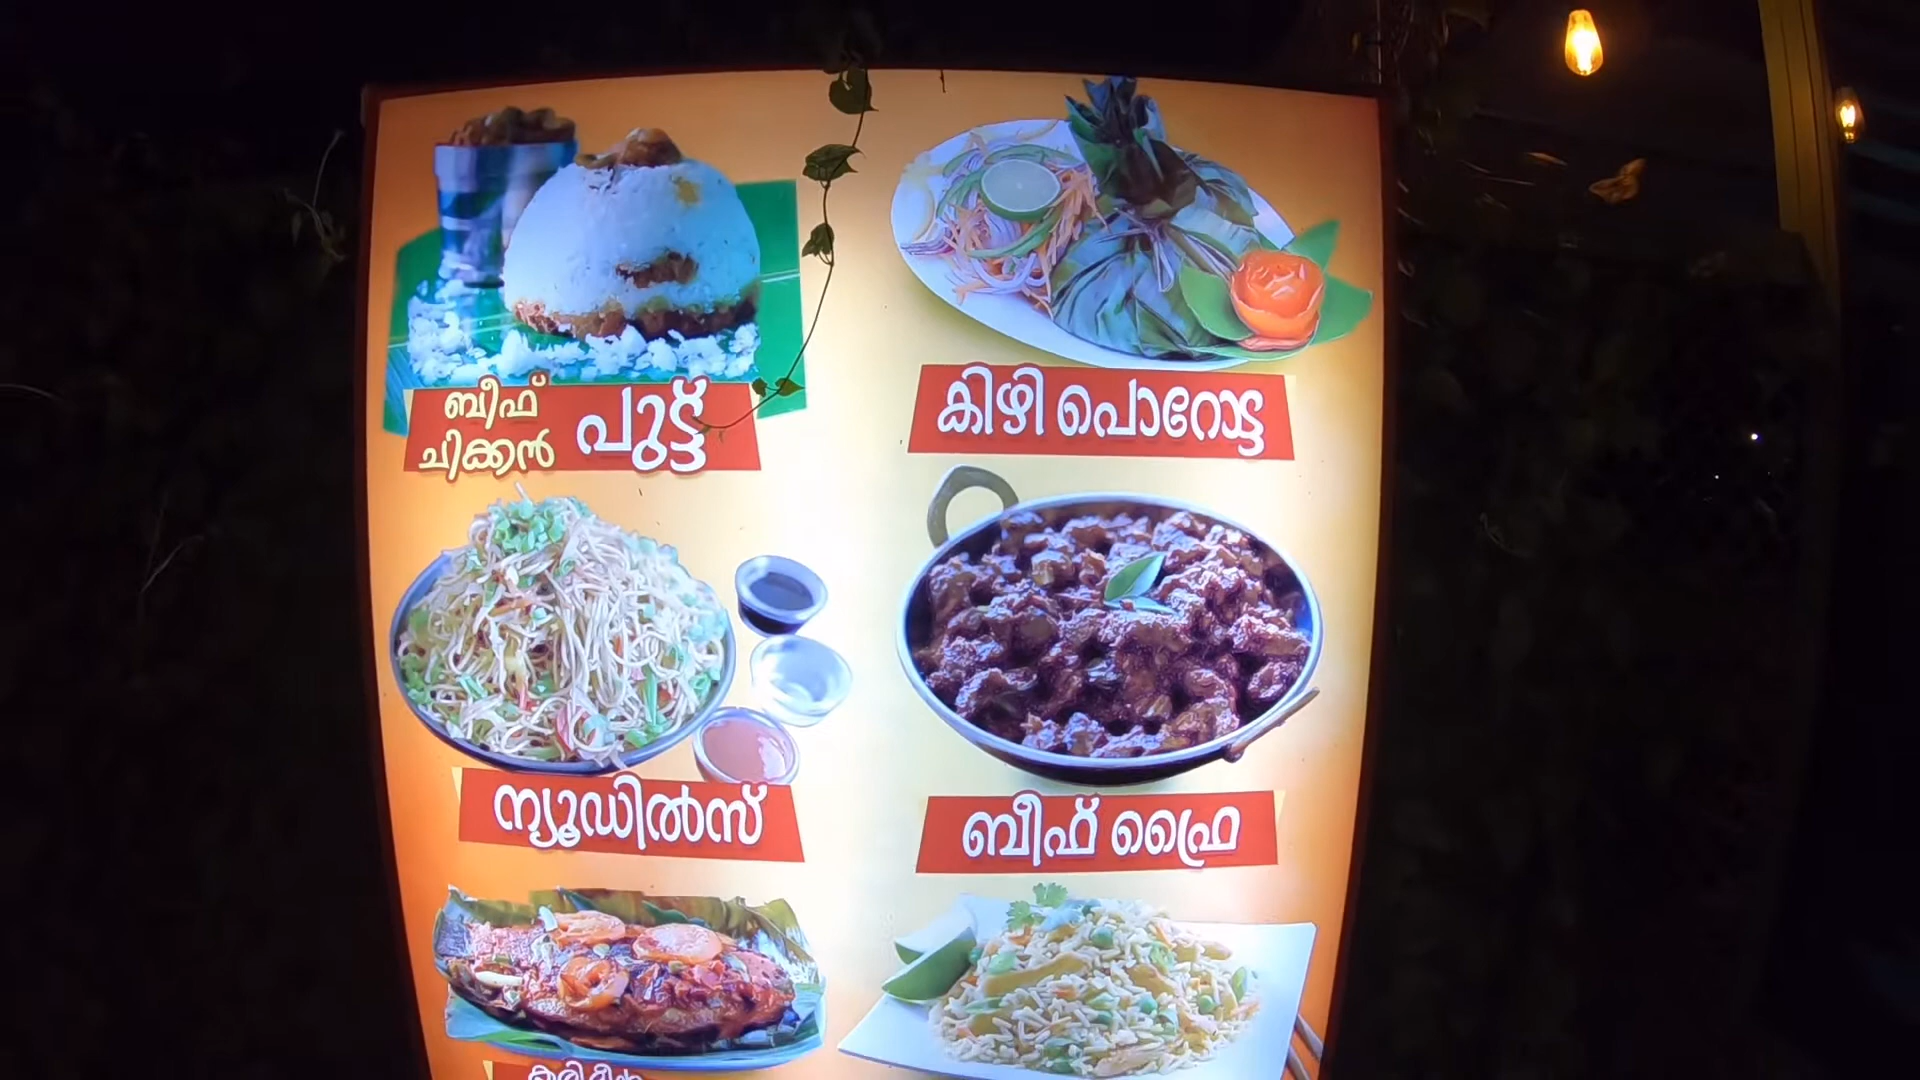 ബീഫ്
ചിക്കൻ
പുട്ട്
കിഴി പൊറോട്ട
ന്യൂഡിൽസ്
ബീഫ് ഫ്രൈ